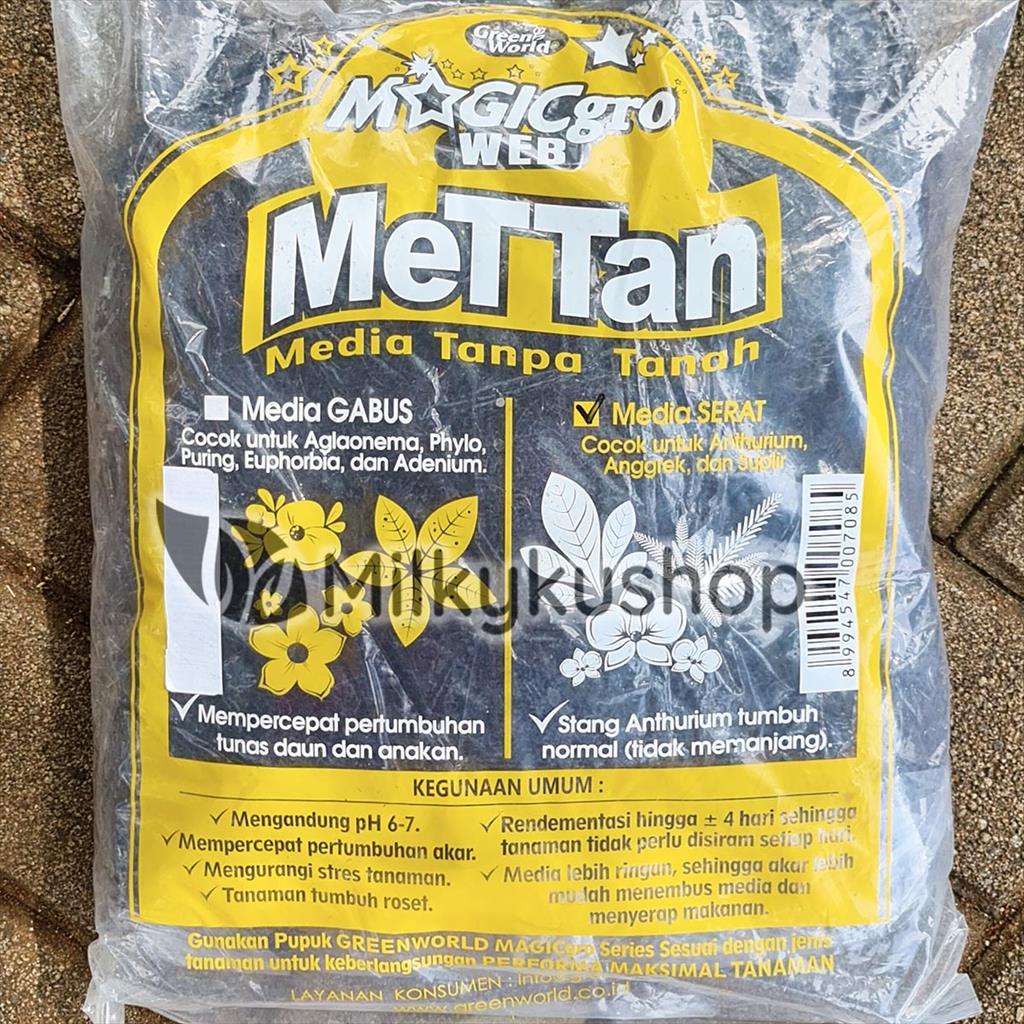 Green World
MAGICgro
WEB
MeTTan
Media Tanpa Tanah
Media GABUS
Cocok untuk Aglaonema, Phylo,
Puring, Euphorbia, dan Adenium.
Media SERAT
Cocok untuk Anthurium,
Anggrek, dan Suplir
Milkykushop
8994547007085
Mempercepat pertumbuhan
tunas daun dan anakan.
Stang Anthurium tumbuh
normal (tidak memanjang).
KEGUNAAN UMUM :
Mengandung pH 6-7.
Mempercepat pertumbuhan akar.
Mengurangi stres tanaman.
Tanaman tumbuh roset.
Rendementasi hingga ± 4 hari sehingga
tanaman tidak perlu disiram setiap hari.
Media lebih ringan, sehingga akar lebih
mudah menembus media dan
menyerap makanan.
Gunakan Pupuk GREENWORLD MAGICgro Series Sesuai dengan jenis
tanaman untuk keberlangsungan PERFORMA MAKSIMAL TANAMAN
LAYANAN KONSUMEN :
www.greenworld.co.id